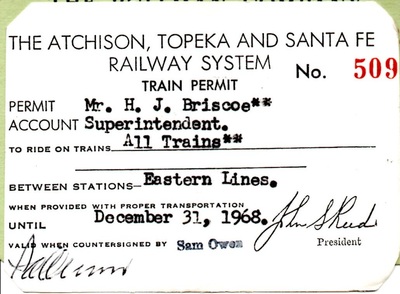 THE ATCHISON, TOPEKA AND SANTA FE
RAILWAY SYSTEM
No. 509
TRAIN PERMIT
PERMIT Mr. H. J. Briscoe**
ACCOUNT Superintendent.
TO RIDE ON TRAINS All Trains**
BETWEEN STATIONS— Eastern Lines.
WHEN PROVIDED WITH PROPER TRANSPORTATION
UNTIL December 31, 1968. John S Reed
President
VALID WHEN COUNTERSIGNED BY Sam Owen